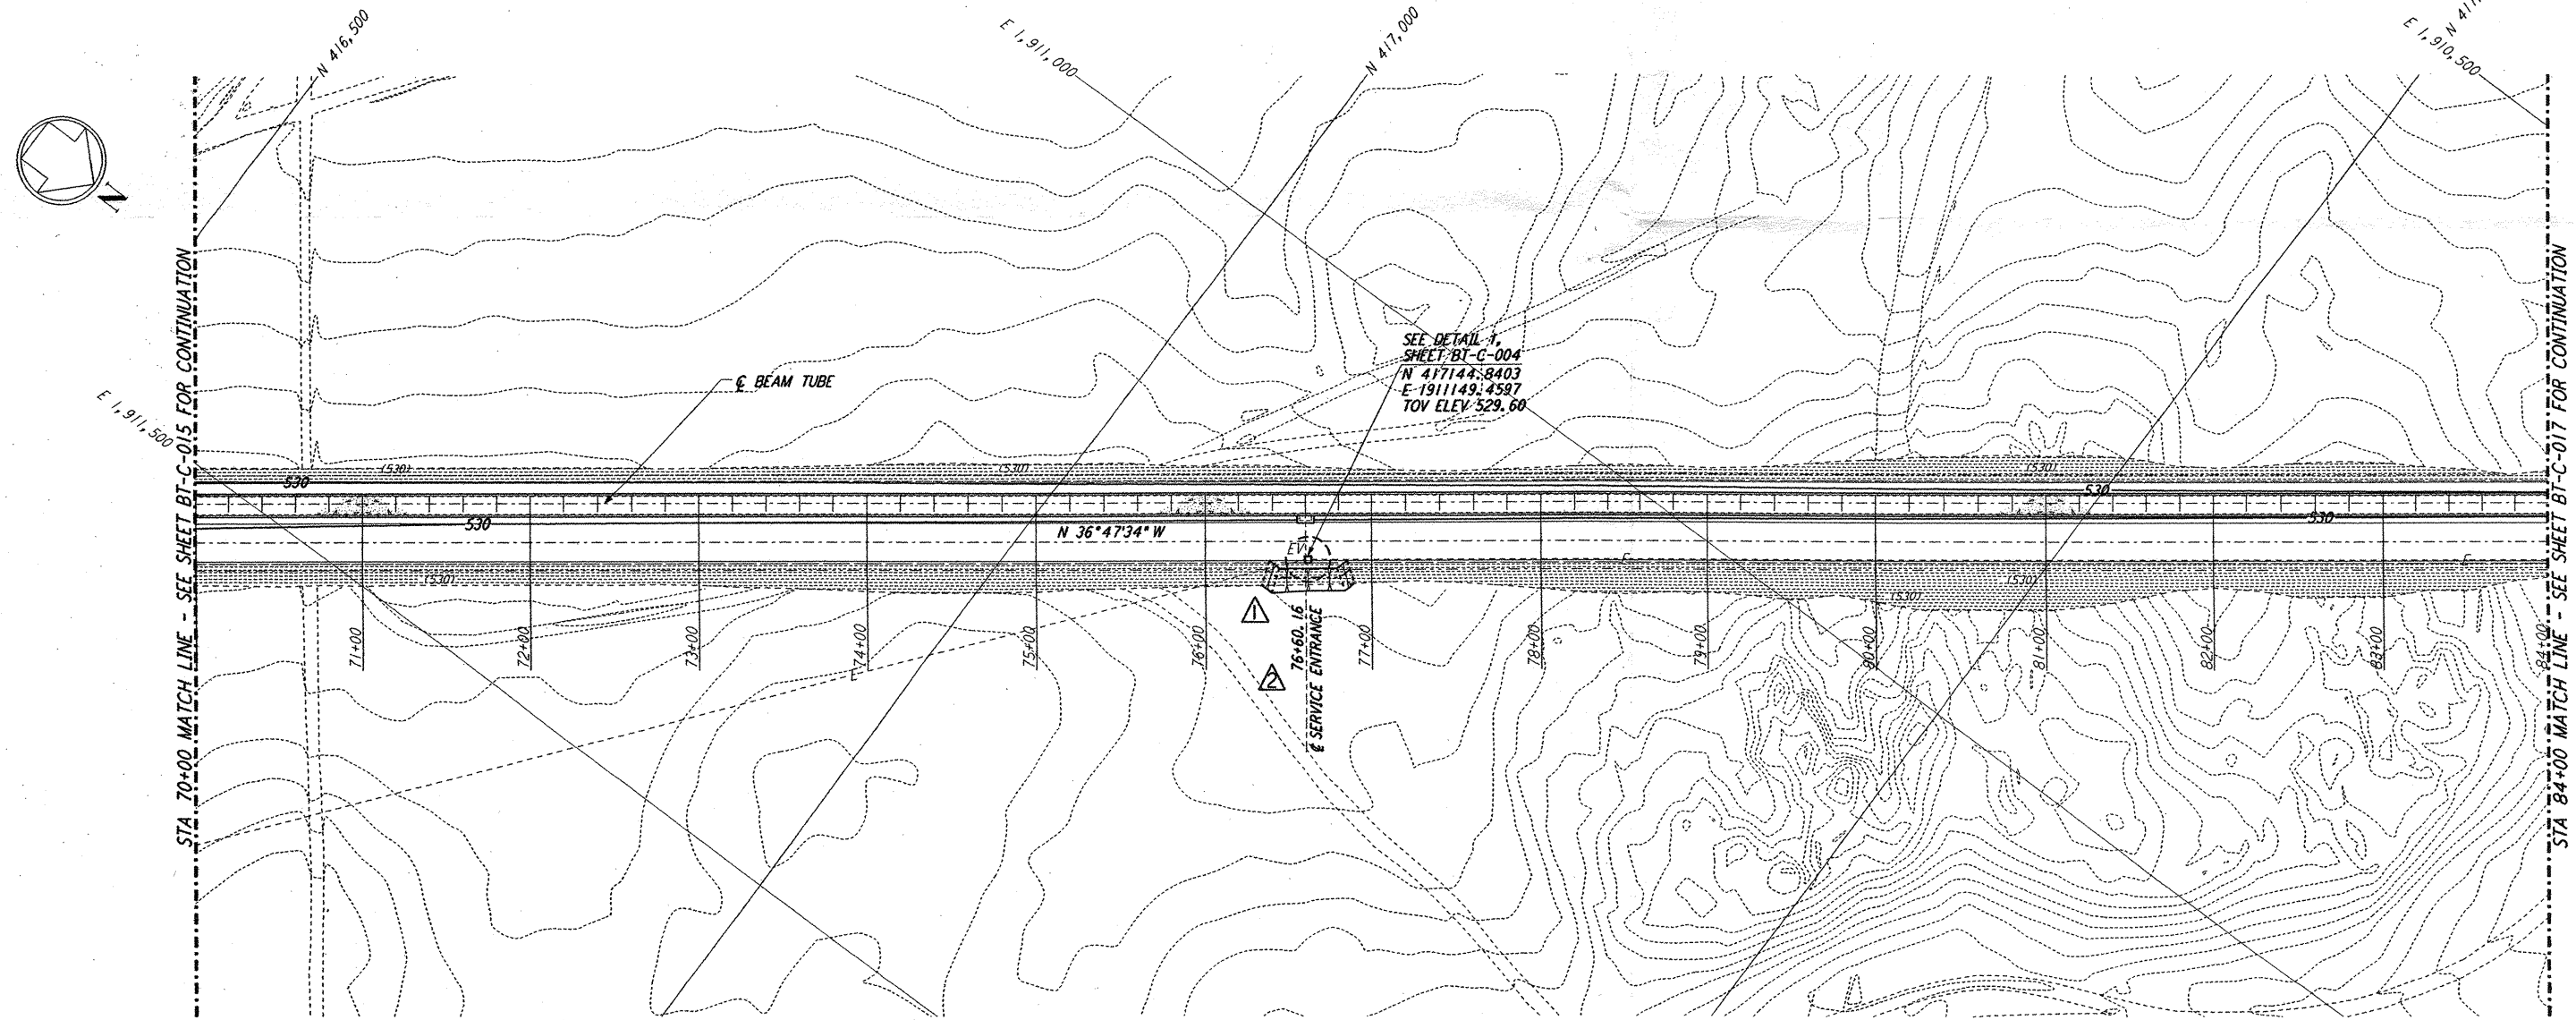 N 416,500
E 1,911,000
N 417,000
E 1,910,500
N
STA 70+00 MATCH LINE - SEE SHEET BT-C-015 FOR CONTINUATION
E 1,911,500
℄ BEAM TUBE
SEE DETAIL 1,
SHEET BT-C-004
N 417144.8403
E 1911149.4597
TOV ELEV 529.60
(530)
(530)
(530)
530
530
530
530
N 36°47'34" W
EV
E
E
(530)
(530)
(530)
71+00
72+00
73+00
74+00
75+00
76+00
1
2
76+60.16
℄ SERVICE ENTRANCE
77+00
78+00
79+00
80+00
81+00
82+00
83+00
84+00
E
STA 84+00 MATCH LINE - SEE SHEET BT-C-017 FOR CONTINUATION